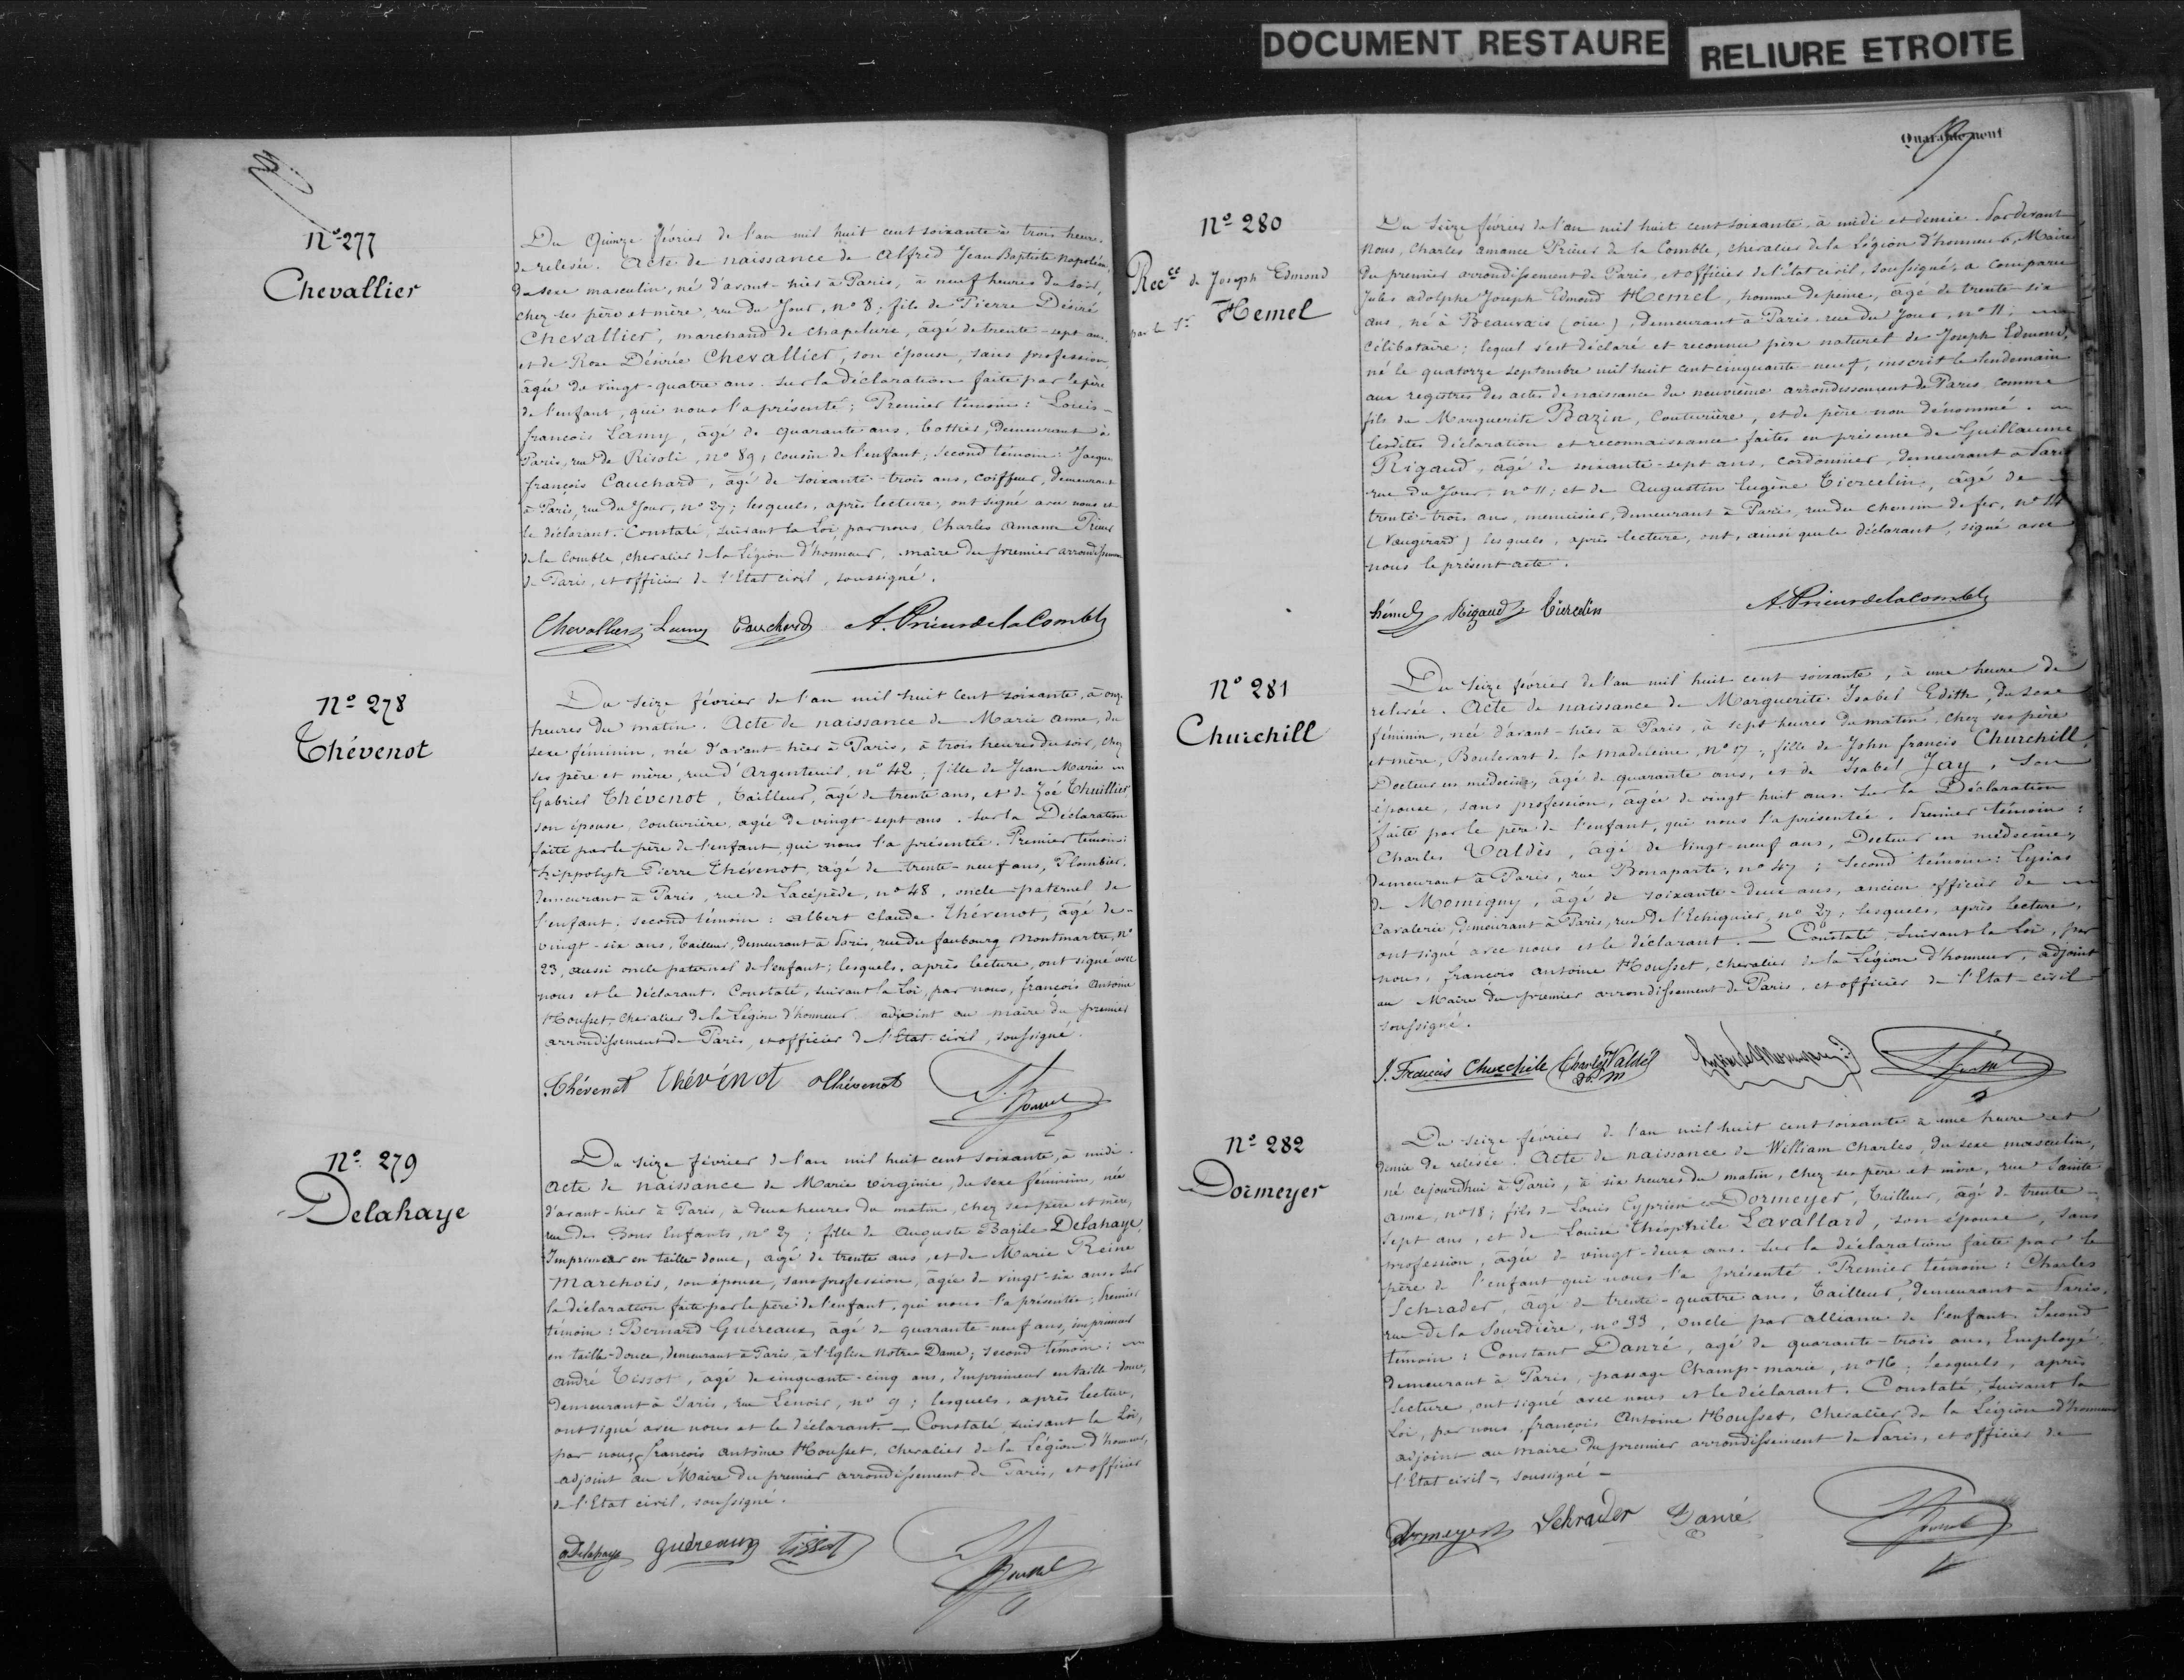 DOCUMENT RESTAURE
RELIURE ETROITE
Nº 277
Chevallier
Du Quinze février de l'an mil huit cent soixante à trois heures
de relevée. Acte de naissance de Alfred Jean Baptiste Napoléon,
du sexe masculin, né d'avant-hier à Paris, à neuf heures du soir,
chez ses père et mère, rue du Jour, nº 8; fils de Pierre Désiré
Chevallier, marchand de chapelure, âgé de trente-sept ans,
et de Rose Désirée Chevallier, son épouse, sans profession,
âgée de vingt-quatre ans. Sur la déclaration faite par le père
de l'enfant, qui nous l'a présenté; Premier témoin: Louis-
françois Lamy, âgé de quarante ans, bottier, demeurant à
Paris, rue de Rivoli, nº 89, cousin de l'enfant; second témoin: Jacques
françois Cauchard, âgé de soixante-trois ans, coiffeur, demeurant
à Paris, rue du Jour, nº 27; lesquels, après lecture, ont signé avec nous et
le déclarant. Constaté, suivant la Loi, par nous, Charles Amance Prieur
de la Comble, chevalier de la Légion d'honneur, maire du premier arrondissement
de Paris, et officier de l'Etat civil, soussigné.
Chevallier Lamy Cauchard A. Prieur de la Comble
Nº 278
Thévenot
Du seize février de l'an mil huit cent soixante, à onze
heures du matin. Acte de naissance de Marie anne, du
sexe féminin, née d'avant-hier à Paris, à trois heures du soir, chez
ses père et mère, rue d'Argenteuil, nº 42; fille de Jean Marie
Gabriel Thévenot, tailleur, âgé de trente ans, et de Zoé Thuillier
son épouse, couturière, agée de vingt-sept ans. Sur la Déclaration
faite par le père de l'enfant, qui nous l'a présentée. Premier témoin:
hippolyte Pierre Thévenot, âgé de trente-neuf ans, Plombier,
demeurant à Paris, rue de Lacépède, nº 48, oncle paternel de
l'enfant. second témoin: albert claude Thévenot, âgé de
vingt-six ans, tailleur, demeurant à Paris, rue du faubourg Montmartre, nº
23, aussi oncle paternel de l'enfant; lesquels, après lecture, ont signé avec
nous et le déclarant. Constaté, suivant la Loi, par nous, françois Antoine
Housset, chevalier de la Légion d'honneur, adjoint au maire du premier
arrondissement de Paris, et officier de l'Etat civil, soussigné.
Thévenot Thévenot Thévenot
Nº 279
Delahaye
Du seize février de l'an mil huit cent soixante, à midi.
Acte de naissance de Marie virginie, du sexe féminin, née
d'avant-hier à Paris, à deux heures du matin, chez ses père et mère,
rue des Bons Enfants, nº 27; fille de Auguste Bazile Delahaye,
Imprimeur en taille-douce, âgé de trente ans, et de Marie Reine
Marchois, son épouse, sans profession, âgée de vingt-six ans. Sur
la déclaration faite par le père de l'enfant, qui nous l'a présentée, Premier
témoin: Bernard Guéreaux, âgé de quarante-neuf ans, imprimeur
en taille-douce, demeurant à Paris, à l'Eglise Notre-Dame; second témoin:
André Tissot, âgé de cinquante-cinq ans, Imprimeur en taille douce,
demeurant à Paris, rue Lenoir, nº 9; lesquels, après lecture,
ont signé avec nous et le déclarant. Constaté, suivant la Loi,
par nous, françois antoine Housset, chevalier de la Légion d'honneur,
adjoint au Maire du premier arrondissement de Paris, et officier
de l'Etat civil, soussigné.
aDelahaye guéreaux tissot
Quarante-neuf
Nº 280
Recce de Joseph Edmond
Hemel
par le Sr
Du seize février de l'an mil huit cent soixante, à midi et demie. Pardevant
Nous, Charles Amance Prieur de la Comble, chevalier de la Légion d'honneur, Maire
du premier arrondissement de Paris, et officier de l'état civil, soussigné, a comparu
Jules adolphe Joseph Edmond Hemel, homme de peine, âgé de trente-six
ans, né à Beauvais (oise), demeurant à Paris, rue du Jour, nº 11,
célibataire; lequel s'est déclaré et reconnu père naturel de Joseph Edmond,
né le quatorze septembre mil huit cent cinquante-neuf, inscrit le lendemain
aux registres des actes de naissance du neuvième arrondissement de Paris, comme
fils de Marguerite Bazin, couturière, et de père non dénommé.
Lesdites déclaration et reconnaissance faites en présence de Guillaume
Rigaud, âgé de soixante-sept ans, cordonnier, demeurant à Paris
rue du Jour, nº 11; et de Augustin Eugène Tiercelin, âgé de
trente-trois ans, menuisier, demeurant à Paris, rue du chemin de fer, nº 14
(Vaugirard) lesquels, après lecture, ont, ainsi que le déclarant, signé avec
nous le présent acte.
hémel Rigaud Tiercelin A. Prieur de la Comble
Nº 281
Churchill
Du seize février de l'an mil huit cent soixante, à une heure de
relevée. Acte de naissance de Marguerite Isabel Edith, du sexe
féminin, née d'avant-hier à Paris, à sept heures du matin, chez ses père
et mère, Boulevart de la Madeleine, nº 17; fille de John francis Churchill,
Docteur en médecine, âgé de quarante ans, et de Isabel Jay, son
épouse, sans profession, âgée de vingt huit ans. Sur la Déclaration
faite par le père de l'enfant, qui nous l'a présentée. Premier témoin:
Charles Valdès, âgé de vingt-neuf ans, Docteur en médecine,
demeurant à Paris, rue Bonaparte, nº 47; Second témoin: Lysias
de Momigny, âgé de soixante-deux ans, ancien officier de
Cavalerie, demeurant à Paris, rue de l'Echiquier, nº 27; lesquels, après lecture,
ont signé avec nous et le déclarant. Constaté, suivant la Loi, par
nous, françois antoine Housset, chevalier de la Légion d'honneur, adjoint
au Maire du premier arrondissement de Paris, et officier de l'Etat-civil
soussigné.
J. Francis Churchill Charles Valdès
Nº 282
Dormeyer
Du seize février de l'an mil huit cent soixante à une heure et
demie de relevée. Acte de naissance de William Charles, du sexe masculin,
né cejourdhui à Paris, à six heures du matin, chez ses père et mère, rue Sainte
anne, nº 18; fils de Louis Cyprien Dormeyer, tailleur, âgé de trente-
sept ans, et de Louise Théophile Lavallard, son épouse, sans
profession, âgée de vingt-deux ans. Sur la déclaration faite par le
père de l'enfant qui nous l'a présenté. Premier témoin: Charles
Schrader, âgé de trente-quatre ans, tailleur, demeurant à Paris,
rue de la Sourdière, nº 33, oncle par alliance de l'enfant. Second
témoin: Constant Danré, âgé de quarante-trois ans, Employé,
demeurant à Paris, passage Champ-marie, nº 16; lesquels, après
lecture, ont signé avec nous et le déclarant. Constaté, suivant la
Loi, par nous, françois Antoine Housset, chevalier de la Légion d'honneur
adjoint au maire du premier arrondissement de Paris, et officier de
l'Etat civil, soussigné
Dormeyer Schrader Danré